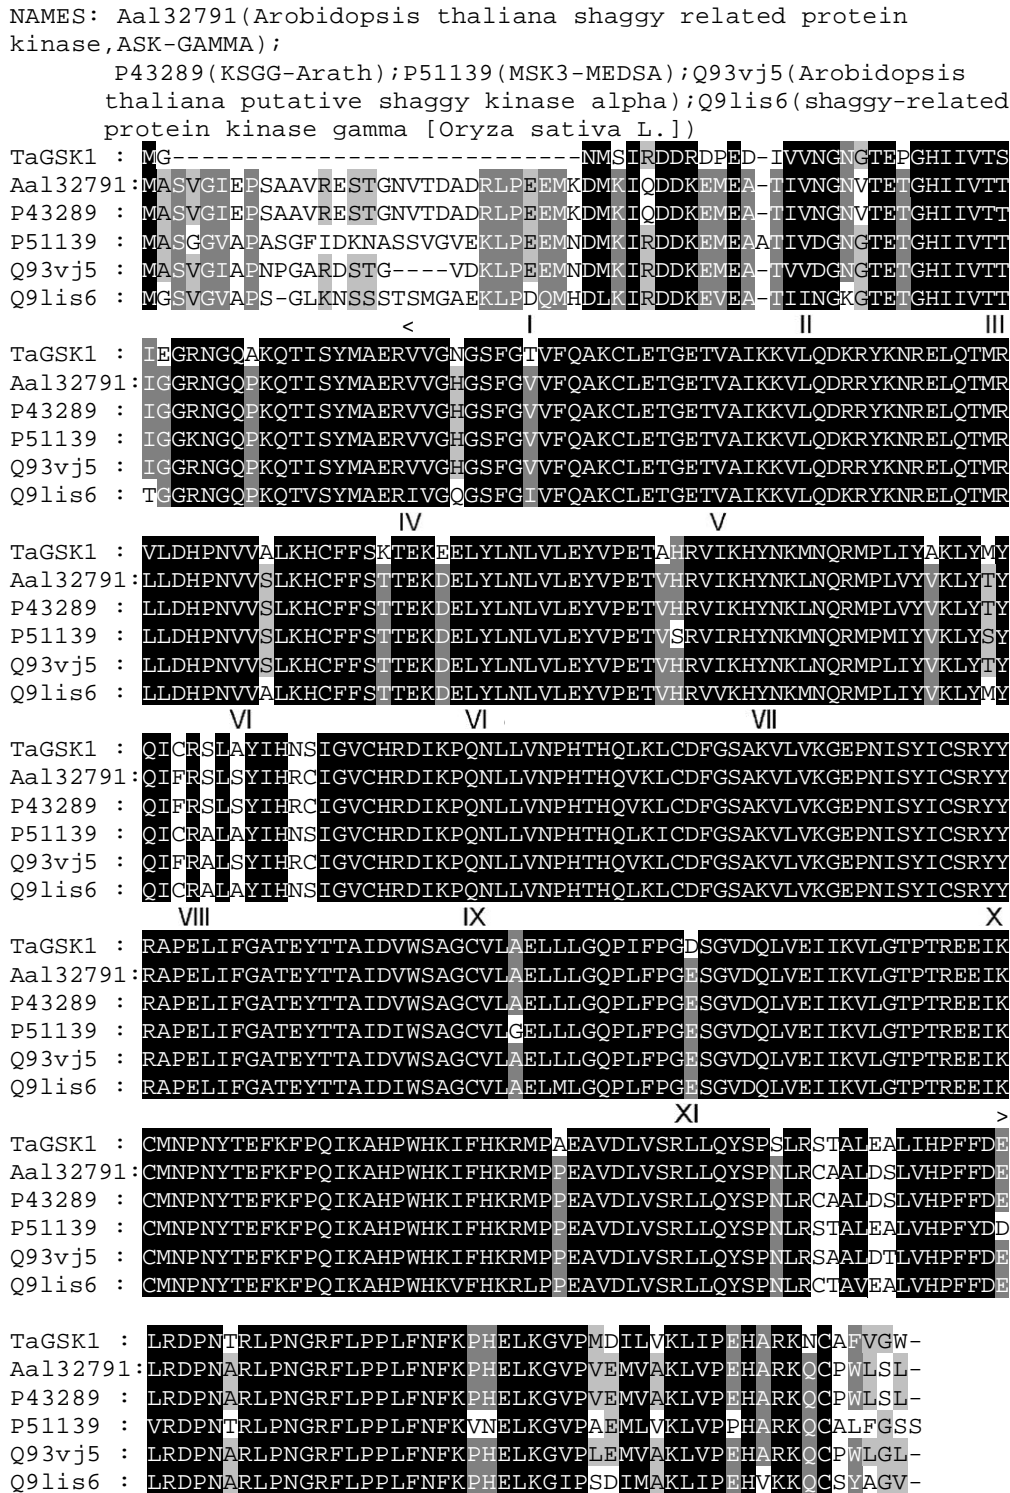 NAMES: Aal32791(Arobidopsis thaliana shaggy related protein
kinase,ASK-GAMMA);
P43289(KSGG-Arath);P51139(MSK3-MEDSA);Q93vj5(Arobidopsis
thaliana putative shaggy kinase alpha);Q9lis6(shaggy-related
protein kinase gamma [Oryza sativa L.])
TaGSK1 : MG----------------------------NMSIRDDRDPED-IVVNGNGTEPGHIIVTS
Aal32791:MASVGIEPSAAVRESTGNVTDADRLPEEMKDMKIQDDKEMEA-TIVNGNVTETGHIIVTT
P43289 : MASVGIEPSAAVRESTGNVTDADRLPEEMKDMKIQDDKEMEA-TIVNGNVTETGHIIVTT
P51139 : MASGGVAPASGFIDKNASSVGVEKLPEEMNDMKIRDDKEMEAATIVDGNGTETGHIIVTT
Q93vj5 : MASVGIAPNPGARDSTG----VDKLPEEMNDMKIRDDKEMEA-TVVDGNGTETGHIIVTT
Q9lis6 : MGSVGVAPS-GLKNSSSTSMGAEKLPDQMHDLKIRDDKEVEA-TIINGKGTETGHIIVTT
< I II III
TaGSK1 : IEGRNGQAKQTISYMAERVVGNGSFGTVFQAKCLETGETVAIKKVLQDKRYKNRELQTMR
Aal32791:IGGRNGQPKQTISYMAERVVGHGSFGVVFQAKCLETGETVAIKKVLQDRRYKNRELQTMR
P43289 : IGGRNGQPKQTISYMAERVVGHGSFGVVFQAKCLETGETVAIKKVLQDRRYKNRELQTMR
P51139 : IGGKNGQPKQTISYMAERVVGHGSFGVVFQAKCLETGETVAIKKVLQDKRYKNRELQTMR
Q93vj5 : IGGRNGQPKQTISYMAERVVGHGSFGVVFQAKCLETGETVAIKKVLQDRRYKNRELQTMR
Q9lis6 : TGGRNGQPKQTVSYMAERIVGQGSFGIVFQAKCLETGETVAIKKVLQDKRYKNRELQTMR
IV V
TaGSK1 : VLDHPNVVALKHCFFSKTEKEELYLNLVLEYVPETAHRVIKHYNKMNQRMPLIYAKLYMY
Aal32791:LLDHPNVVSLKHCFFSTTEKDELYLNLVLEYVPETVHRVIKHYNKLNQRMPLVYVKLYTY
P43289 : LLDHPNVVSLKHCFFSTTEKDELYLNLVLEYVPETVHRVIKHYNKLNQRMPLVYVKLYTY
P51139 : LLDHPNVVSLKHCFFSTTEKDELYLNLVLEYVPETVSRVIRHYNKMNQRMPMIYVKLYSY
Q93vj5 : LLDHPNVVSLKHCFFSTTEKDELYLNLVLEYVPETVHRVIKHYNKLNQRMPLIYVKLYTY
Q9lis6 : LLDHPNVVALKHCFFSTTEKDELYLNLVLEYVPETVHRVVKHYNKMNQRMPLIYVKLYMY
VI VI VII
TaGSK1 : QICRSLAYIHNSIGVCHRDIKPQNLLVNPHTHQLKLCDFGSAKVLVKGEPNISYICSRYY
Aal32791:QIFRSLSYIHRCIGVCHRDIKPQNLLVNPHTHQVKLCDFGSAKVLVKGEPNISYICSRYY
P43289 : QIFRSLSYIHRCIGVCHRDIKPQNLLVNPHTHQVKLCDFGSAKVLVKGEPNISYICSRYY
P51139 : QICRALAYIHNSIGVCHRDIKPQNLLVNPHTHQLKICDFGSAKVLVKGEPNISYICSRYY
Q93vj5 : QIFRALSYIHRCIGVCHRDIKPQNLLVNPHTHQVKLCDFGSAKVLVKGEPNISYICSRYY
Q9lis6 : QICRALAYIHNSIGVCHRDIKPQNLLVNPHTHQLKLCDFGSAKVLVKGEPNISYICSRYY
VIII IX X
TaGSK1 : RAPELIFGATEYTTAIDVWSAGCVLAELLLGQPIFPGDSGVDQLVEIIKVLGTPTREEIK
Aal32791:RAPELIFGATEYTTAIDVWSAGCVLAELLLGQPLFPGESGVDQLVEIIKVLGTPTREEIK
P43289 : RAPELIFGATEYTTAIDVWSAGCVLAELLLGQPLFPGESGVDQLVEIIKVLGTPTREEIK
P51139 : RAPELIFGATEYTTAIDIWSAGCVLGELLLGQPLFPGESGVDQLVEIIKVLGTPTREEIK
Q93vj5 : RAPELIFGATEYTTAIDVWSAGCVLAELLLGQPLFPGESGVDQLVEIIKVLGTPTREEIK
Q9lis6 : RAPELIFGATEYTTAIDIWSAGCVLAELMLGQPLFPGESGVDQLVEIIKVLGTPTREEIK
XI >
TaGSK1 : CMNPNYTEFKFPQIKAHPWHKIFHKRMPAEAVDLVSRLLQYSPSLRSTALEALIHPFFDE
Aal32791:CMNPNYTEFKFPQIKAHPWHKIFHKRMPPEAVDLVSRLLQYSPNLRCAALDSLVHPFFDE
P43289 : CMNPNYTEFKFPQIKAHPWHKIFHKRMPPEAVDLVSRLLQYSPNLRCAALDSLVHPFFDE
P51139 : CMNPNYTEFKFPQIKAHPWHKIFHKRMPPEAVDLVSRLLQYSPNLRSTALEALVHPFYDD
Q93vj5 : CMNPNYTEFKFPQIKAHPWHKIFHKRMPPEAVDLVSRLLQYSPNLRSAALDTLVHPFFDE
Q9lis6 : CMNPNYTEFKFPQIKAHPWHKVFHKRLPPEAVDLVSRLLQYSPNLRCTAVEALVHPFFDE
TaGSK1 : LRDPNTRLPNGRFLPPLFNFKPHELKGVPMDILVKLIPEHARKNCAFVGW-
Aal32791:LRDPNARLPNGRFLPPLFNFKPHELKGVPVEMVAKLVPEHARKQCPWLSL-
P43289 : LRDPNARLPNGRFLPPLFNFKPHELKGVPVEMVAKLVPEHARKQCPWLSL-
P51139 : VRDPNTRLPNGRFLPPLFNFKVNELKGVPAEMLVKLVPPHARKQCALFGSS
Q93vj5 : LRDPNARLPNGRFLPPLFNFKPHELKGVPLEMVAKLVPEHARKQCPWLGL-
Q9lis6 : LRDPNARLPNGRFLPPLFNFKPHELKGIPSDIMAKLIPEHVKKQCSYAGV-